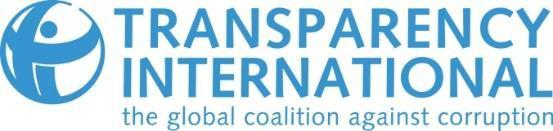 TRANSPARENCY
INTERNATIONAL
the global coalition against corruption